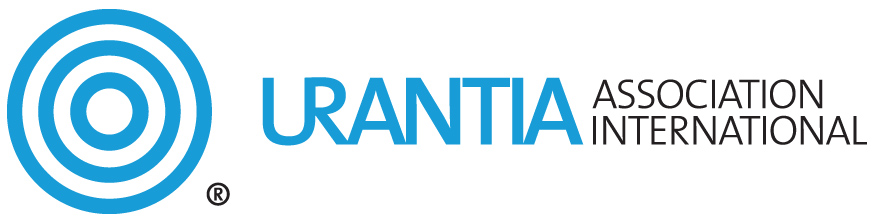 URANTIA ASSOCIATION
INTERNATIONAL
®